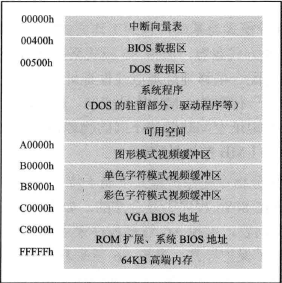 00000h
中断向量表
00400h
BIOS 数据区
00500h
DOS 数据区
系统程序
（DOS 的驻留部分、驱动程序等）
可用空间
A0000h
图形模式视频缓冲区
B0000h
单色字符模式视频缓冲区
B8000h
彩色字符模式视频缓冲区
C0000h
VGA BIOS 地址
C8000h
ROM 扩展、系统 BIOS 地址
FFFFFh
64KB 高端内存